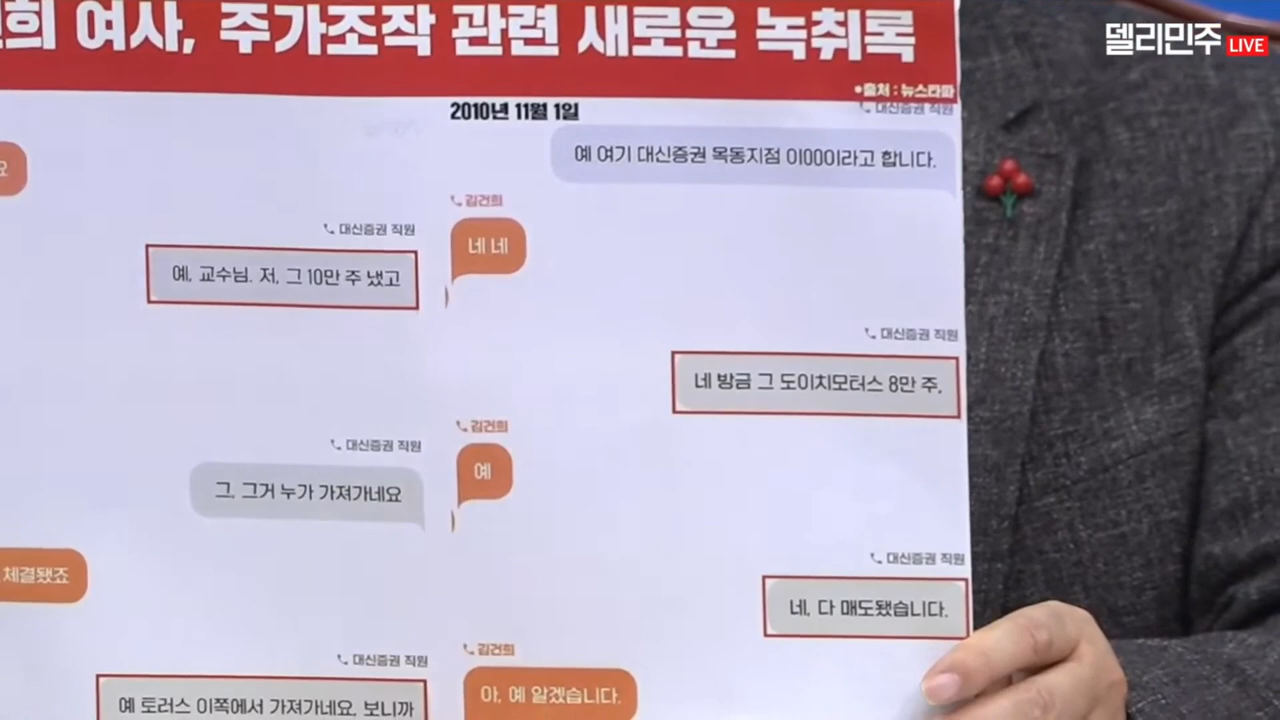 희 여사, 주가조작 관련 새로운 녹취록
델리민주 LIVE
•출처 : 뉴스타파
요
대신증권 직원
예, 교수님. 저, 그 10만 주 냈고
대신증권 직원
그, 그거 누가 가져가네요
체결됐죠
대신증권 직원
예 토러스 이쪽에서 가져가네요, 보니까
2010년 11월 1일
대신증권 직원
예 여기 대신증권 목동지점 이00이라고 합니다.
김건희
네 네
대신증권 직원
네 방금 그 도이치모터스 8만 주,
김건희
예
대신증권 직원
네, 다 매도됐습니다.
김건희
아, 예 알겠습니다.